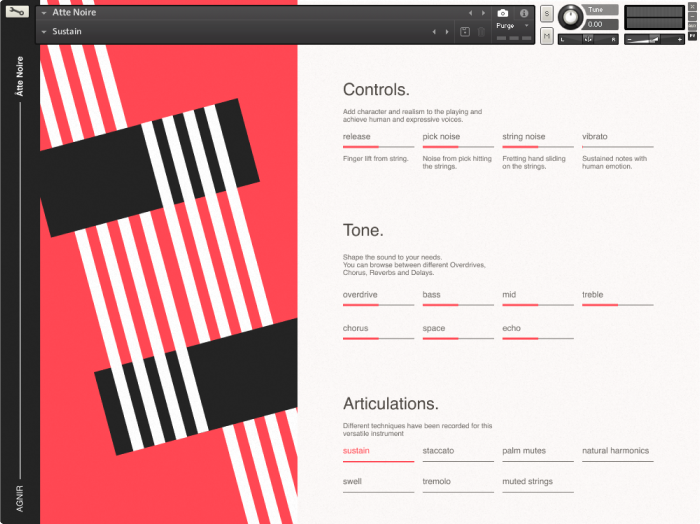 Åtte Noire
Sustain
Purge
S
M
Tune
0.00
L
R
Åtte Noire
AGNIR
Controls.
Add character and realism to the playing and
achieve human and expressive voices.
release pick noise string noise vibrato
Finger lift from string. Noise from pick hitting Fretting hand sliding Sustained notes with
the strings. on the strings. human emotion.
Tone.
Shape the sound to your needs.
You can browse between different Overdrives,
Chorus, Reverbs and Delays.
overdrive bass mid treble
chorus space echo
Articulations.
Different techniques have been recorded for this
versatile instrument
sustain staccato palm mutes natural harmonics
swell tremolo muted strings